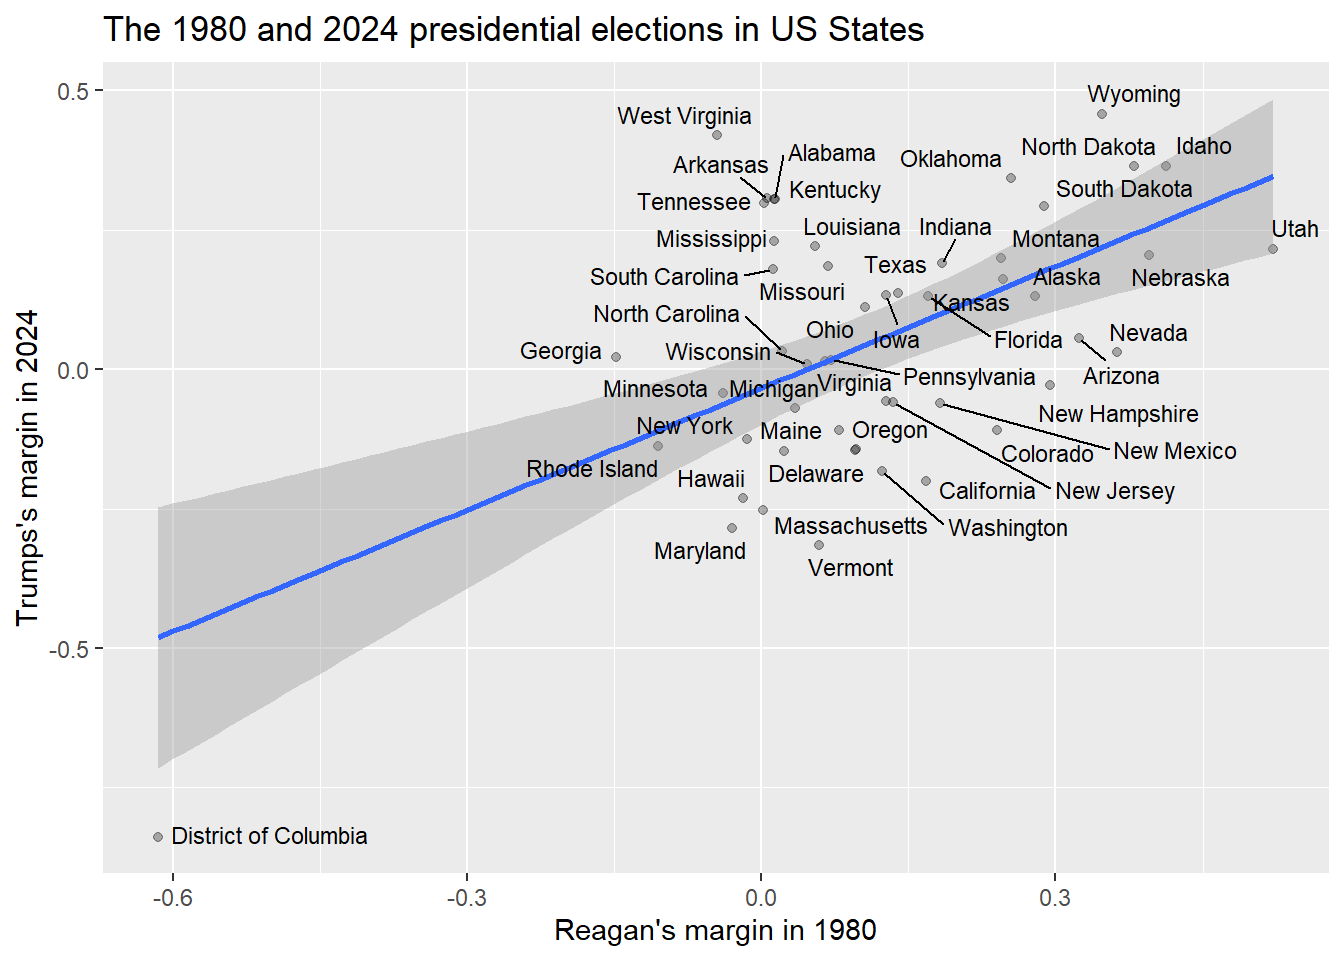 The 1980 and 2024 presidential elections in US States
Trumps's margin in 2024
0.5
0.0
-0.5
Wyoming
West Virginia
Alabama
North Dakota
Idaho
Arkansas
Oklahoma
Kentucky
South Dakota
Tennessee
Louisiana
Indiana
Utah
Mississippi
Montana
South Carolina
Texas
Alaska
Nebraska
Missouri
Kansas
North Carolina
Ohio
Iowa
Florida
Nevada
Georgia
Wisconsin
Arizona
Minnesota
Michigan
Virginia
Pennsylvania
New Hampshire
New York
Maine
Oregon
New Mexico
Colorado
Rhode Island
Hawaii
Delaware
California
New Jersey
Massachusetts
Washington
Maryland
Vermont
District of Columbia
-0.6
-0.3
0.0
0.3
Reagan's margin in 1980